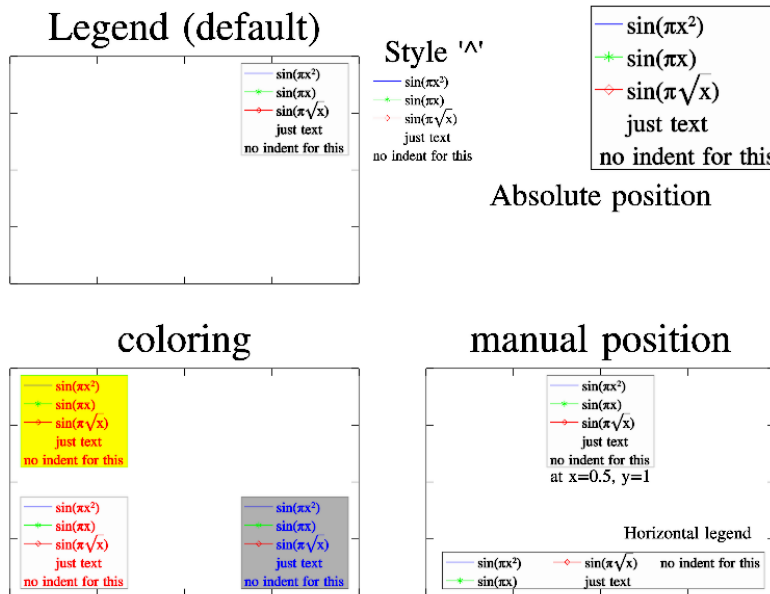 Legend (default)
sin(πx²)
sin(πx)
sin(π√x)
just text
no indent for this
Style '^'
sin(πx²)
sin(πx)
sin(π√x)
just text
no indent for this
sin(πx²)
sin(πx)
sin(π√x)
just text
no indent for this
Absolute position
coloring
sin(πx²)
sin(πx)
sin(π√x)
just text
no indent for this
sin(πx²)
sin(πx)
sin(π√x)
just text
no indent for this
sin(πx²)
sin(πx)
sin(π√x)
just text
no indent for this
manual position
sin(πx²)
sin(πx)
sin(π√x)
just text
no indent for this
at x=0.5, y=1
Horizontal legend
sin(πx²) sin(π√x) no indent for this
sin(πx) just text